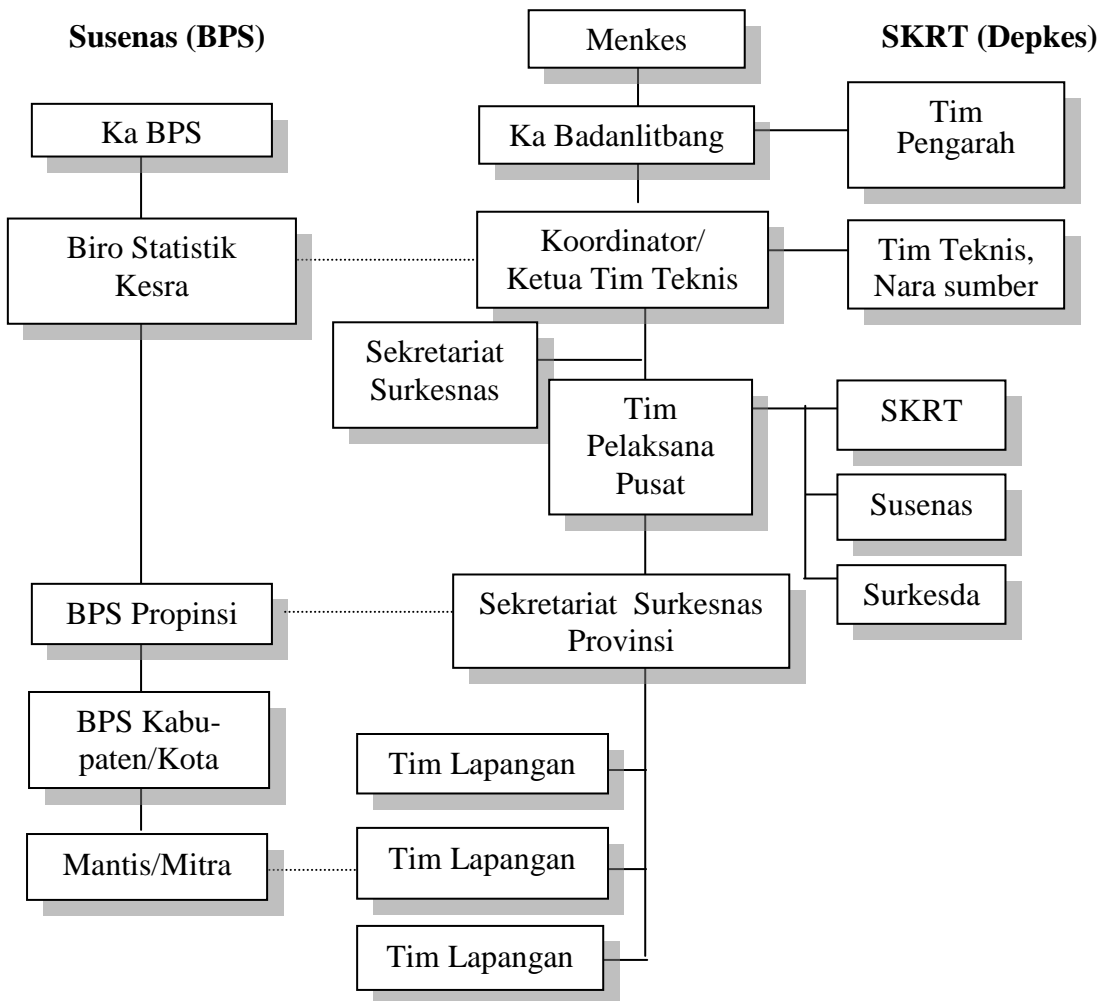 Susenas (BPS)
Menkes
SKRT (Depkes)
Ka BPS
Ka Badanlitbang
Tim
Pengarah
Biro Statistik
Kesra
Koordinator/
Ketua Tim Teknis
Tim Teknis,
Nara sumber
Sekretariat
Surkesnas
Tim
Pelaksana
Pusat
SKRT
Susenas
Surkesda
BPS Propinsi
Sekretariat Surkesnas
Provinsi
BPS Kabu-
paten/Kota
Tim Lapangan
Mantis/Mitra
Tim Lapangan
Tim Lapangan